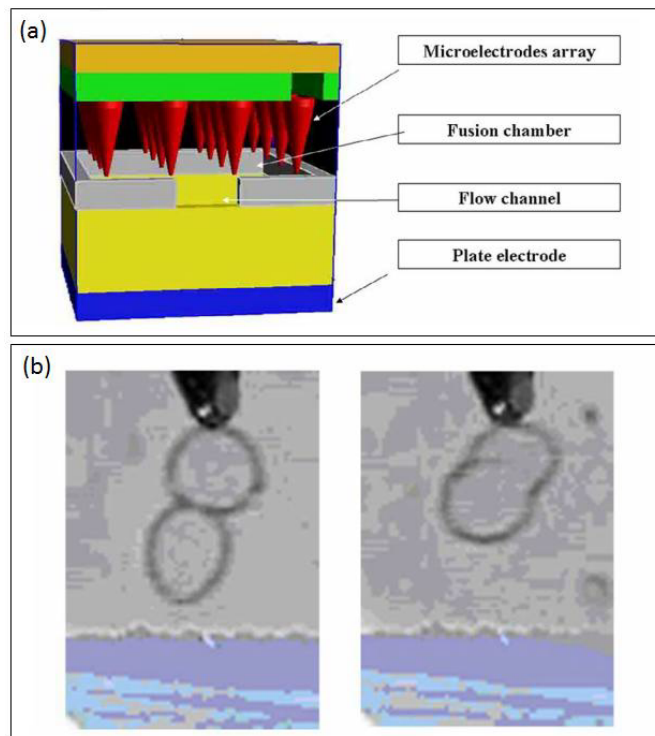 (a)
Microelectrodes array
Fusion chamber
Flow channel
Plate electrode
(b)